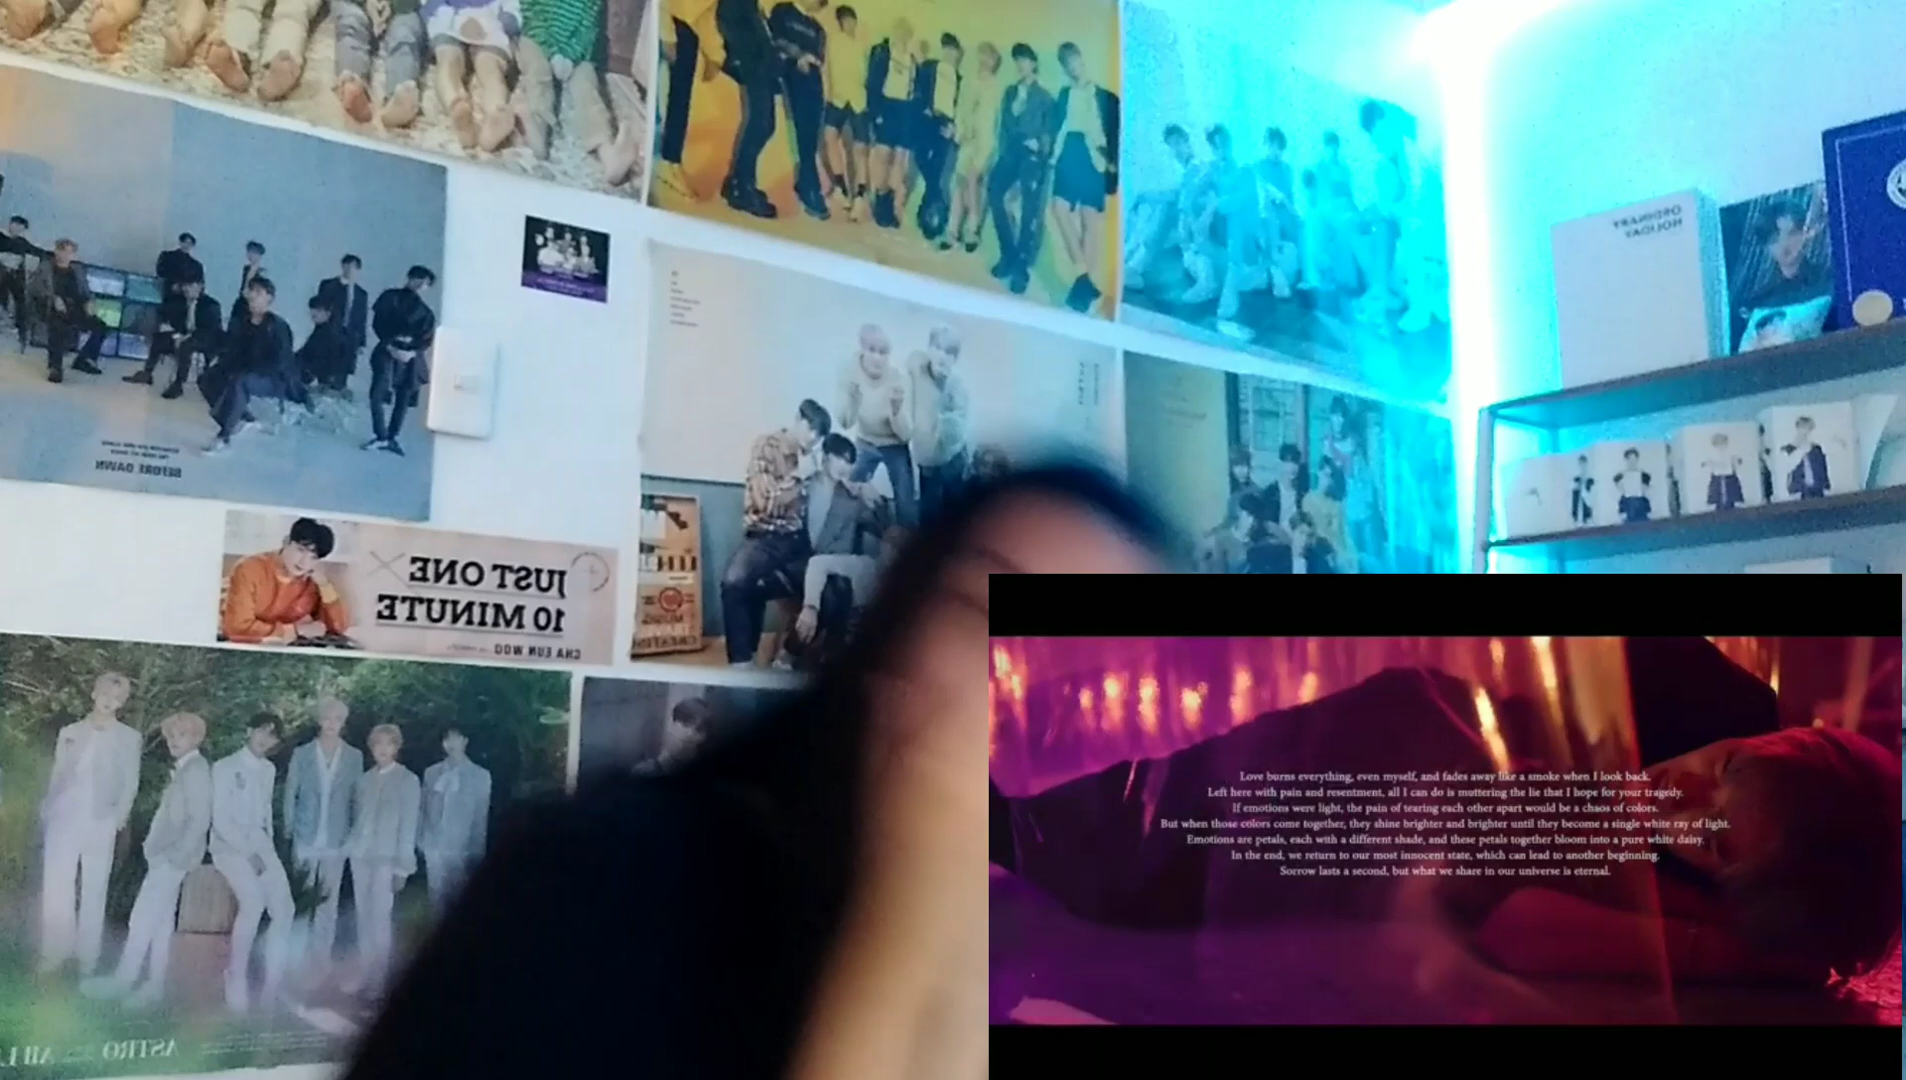 ORDINARY
HOLIDAY
BEFORE DAWN
JUST ONE
10 MINUTE
CHA EUN WOO
ASTRO
Love burns everything, even myself, and fades away like a smoke when I look back.
Left here with pain and resentment, all I can do is muttering the lie that I hope for your tragedy.
If emotions were light, the pain of tearing each other apart would be a chaos of colors.
But when those colors come together, they shine brighter and brighter until they become a single white ray of light.
Emotions are petals, each with a different shade, and these petals together bloom into a pure white daisy.
In the end, we return to our most innocent state, which can lead to another beginning.
Sorrow lasts a second, but what we share in our universe is eternal.